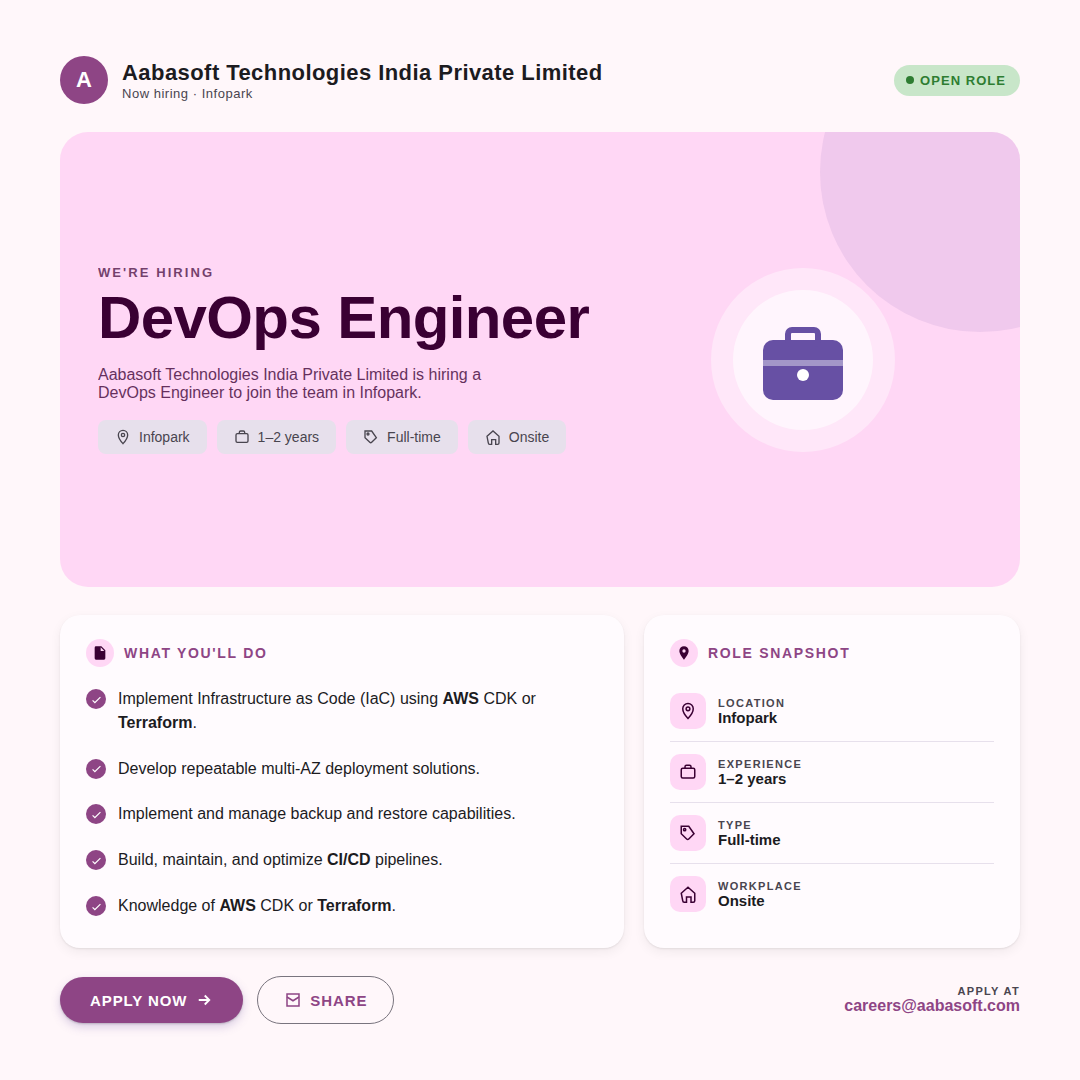 A
Aabasoft Technologies India Private Limited
Now hiring · Infopark
OPEN ROLE
WE'RE HIRING
DevOps Engineer
Aabasoft Technologies India Private Limited is hiring a
DevOps Engineer to join the team in Infopark.
Infopark
1–2 years
Full-time
Onsite
WHAT YOU'LL DO
Implement Infrastructure as Code (IaC) using AWS CDK or
Terraform.
Develop repeatable multi-AZ deployment solutions.
Implement and manage backup and restore capabilities.
Build, maintain, and optimize CI/CD pipelines.
Knowledge of AWS CDK or Terraform.
ROLE SNAPSHOT
LOCATION
Infopark
EXPERIENCE
1–2 years
TYPE
Full-time
WORKPLACE
Onsite
APPLY NOW
SHARE
APPLY AT
careers@aabasoft.com